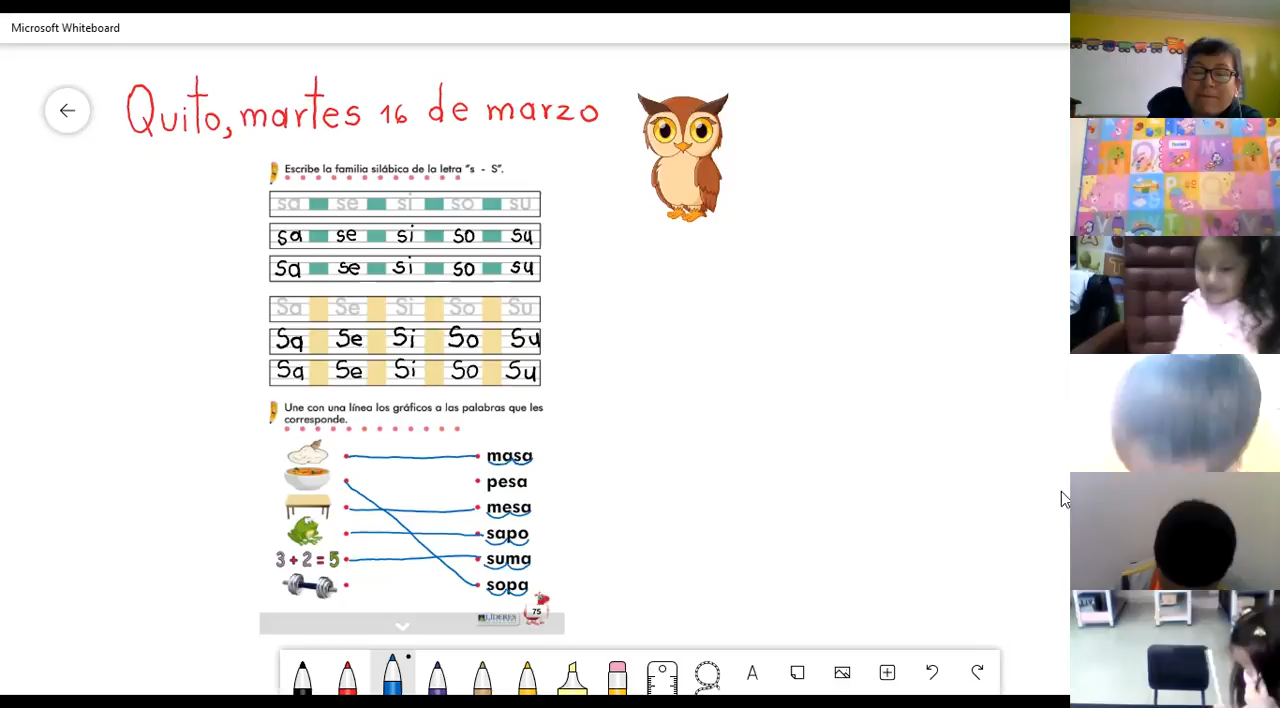 Microsoft Whiteboard
Quito, martes 16 de marzo
Escribe la familia silábica de la letra "s - S".
sa se si so su
sa se si so su
sa se si so su
Sa Se Si So Su
Sa Se Si So Su
Sa Se Si So Su
Une con una línea los gráficos a las palabras que les
corresponde.
masa
pesa
mesa
sapo
3 + 2 = 5 suma
sopa
75
LÍDERES
A